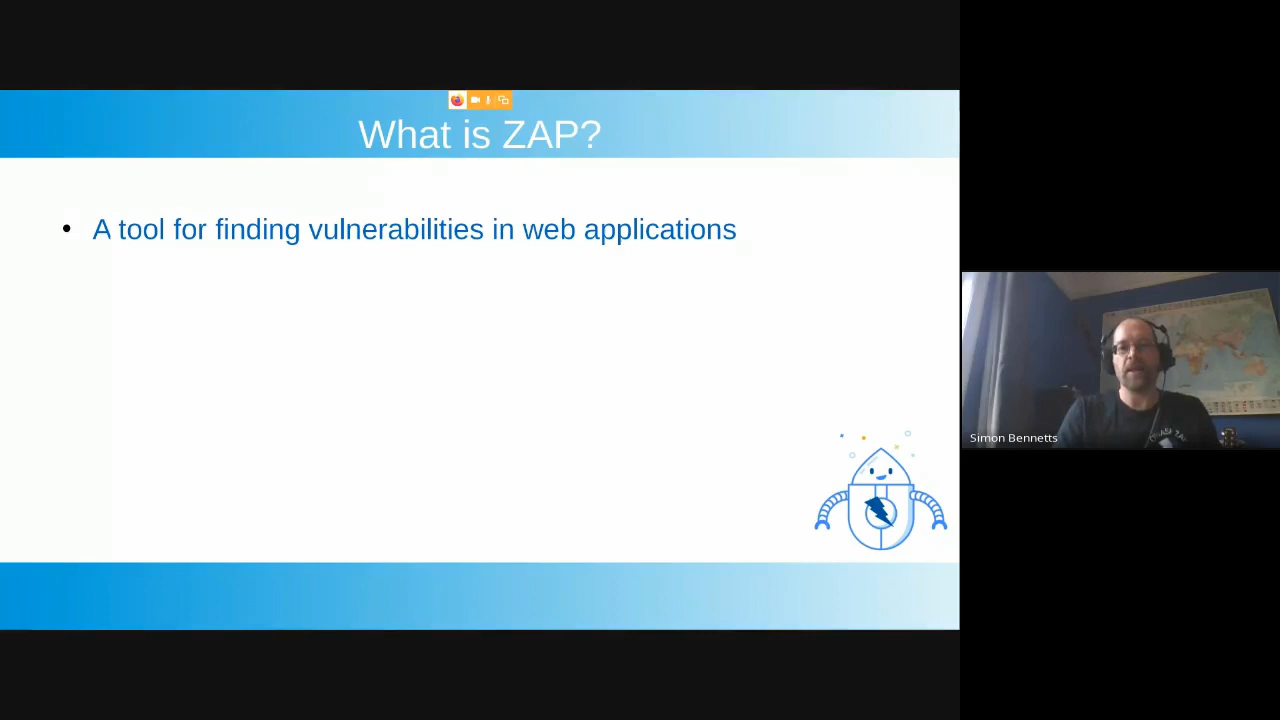 What is ZAP?
• A tool for finding vulnerabilities in web applications
Simon Bennetts